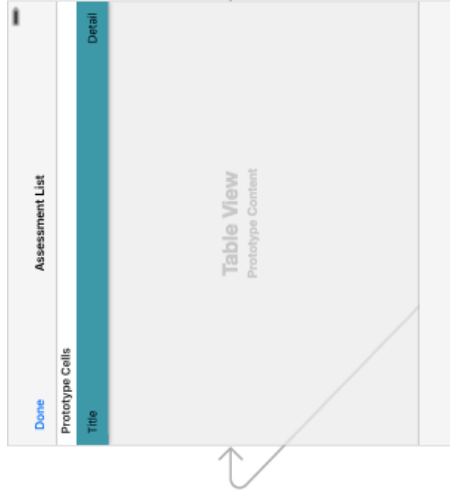 Done Assessment List
Prototype Cells
Title Detail
Table View
Prototype Content